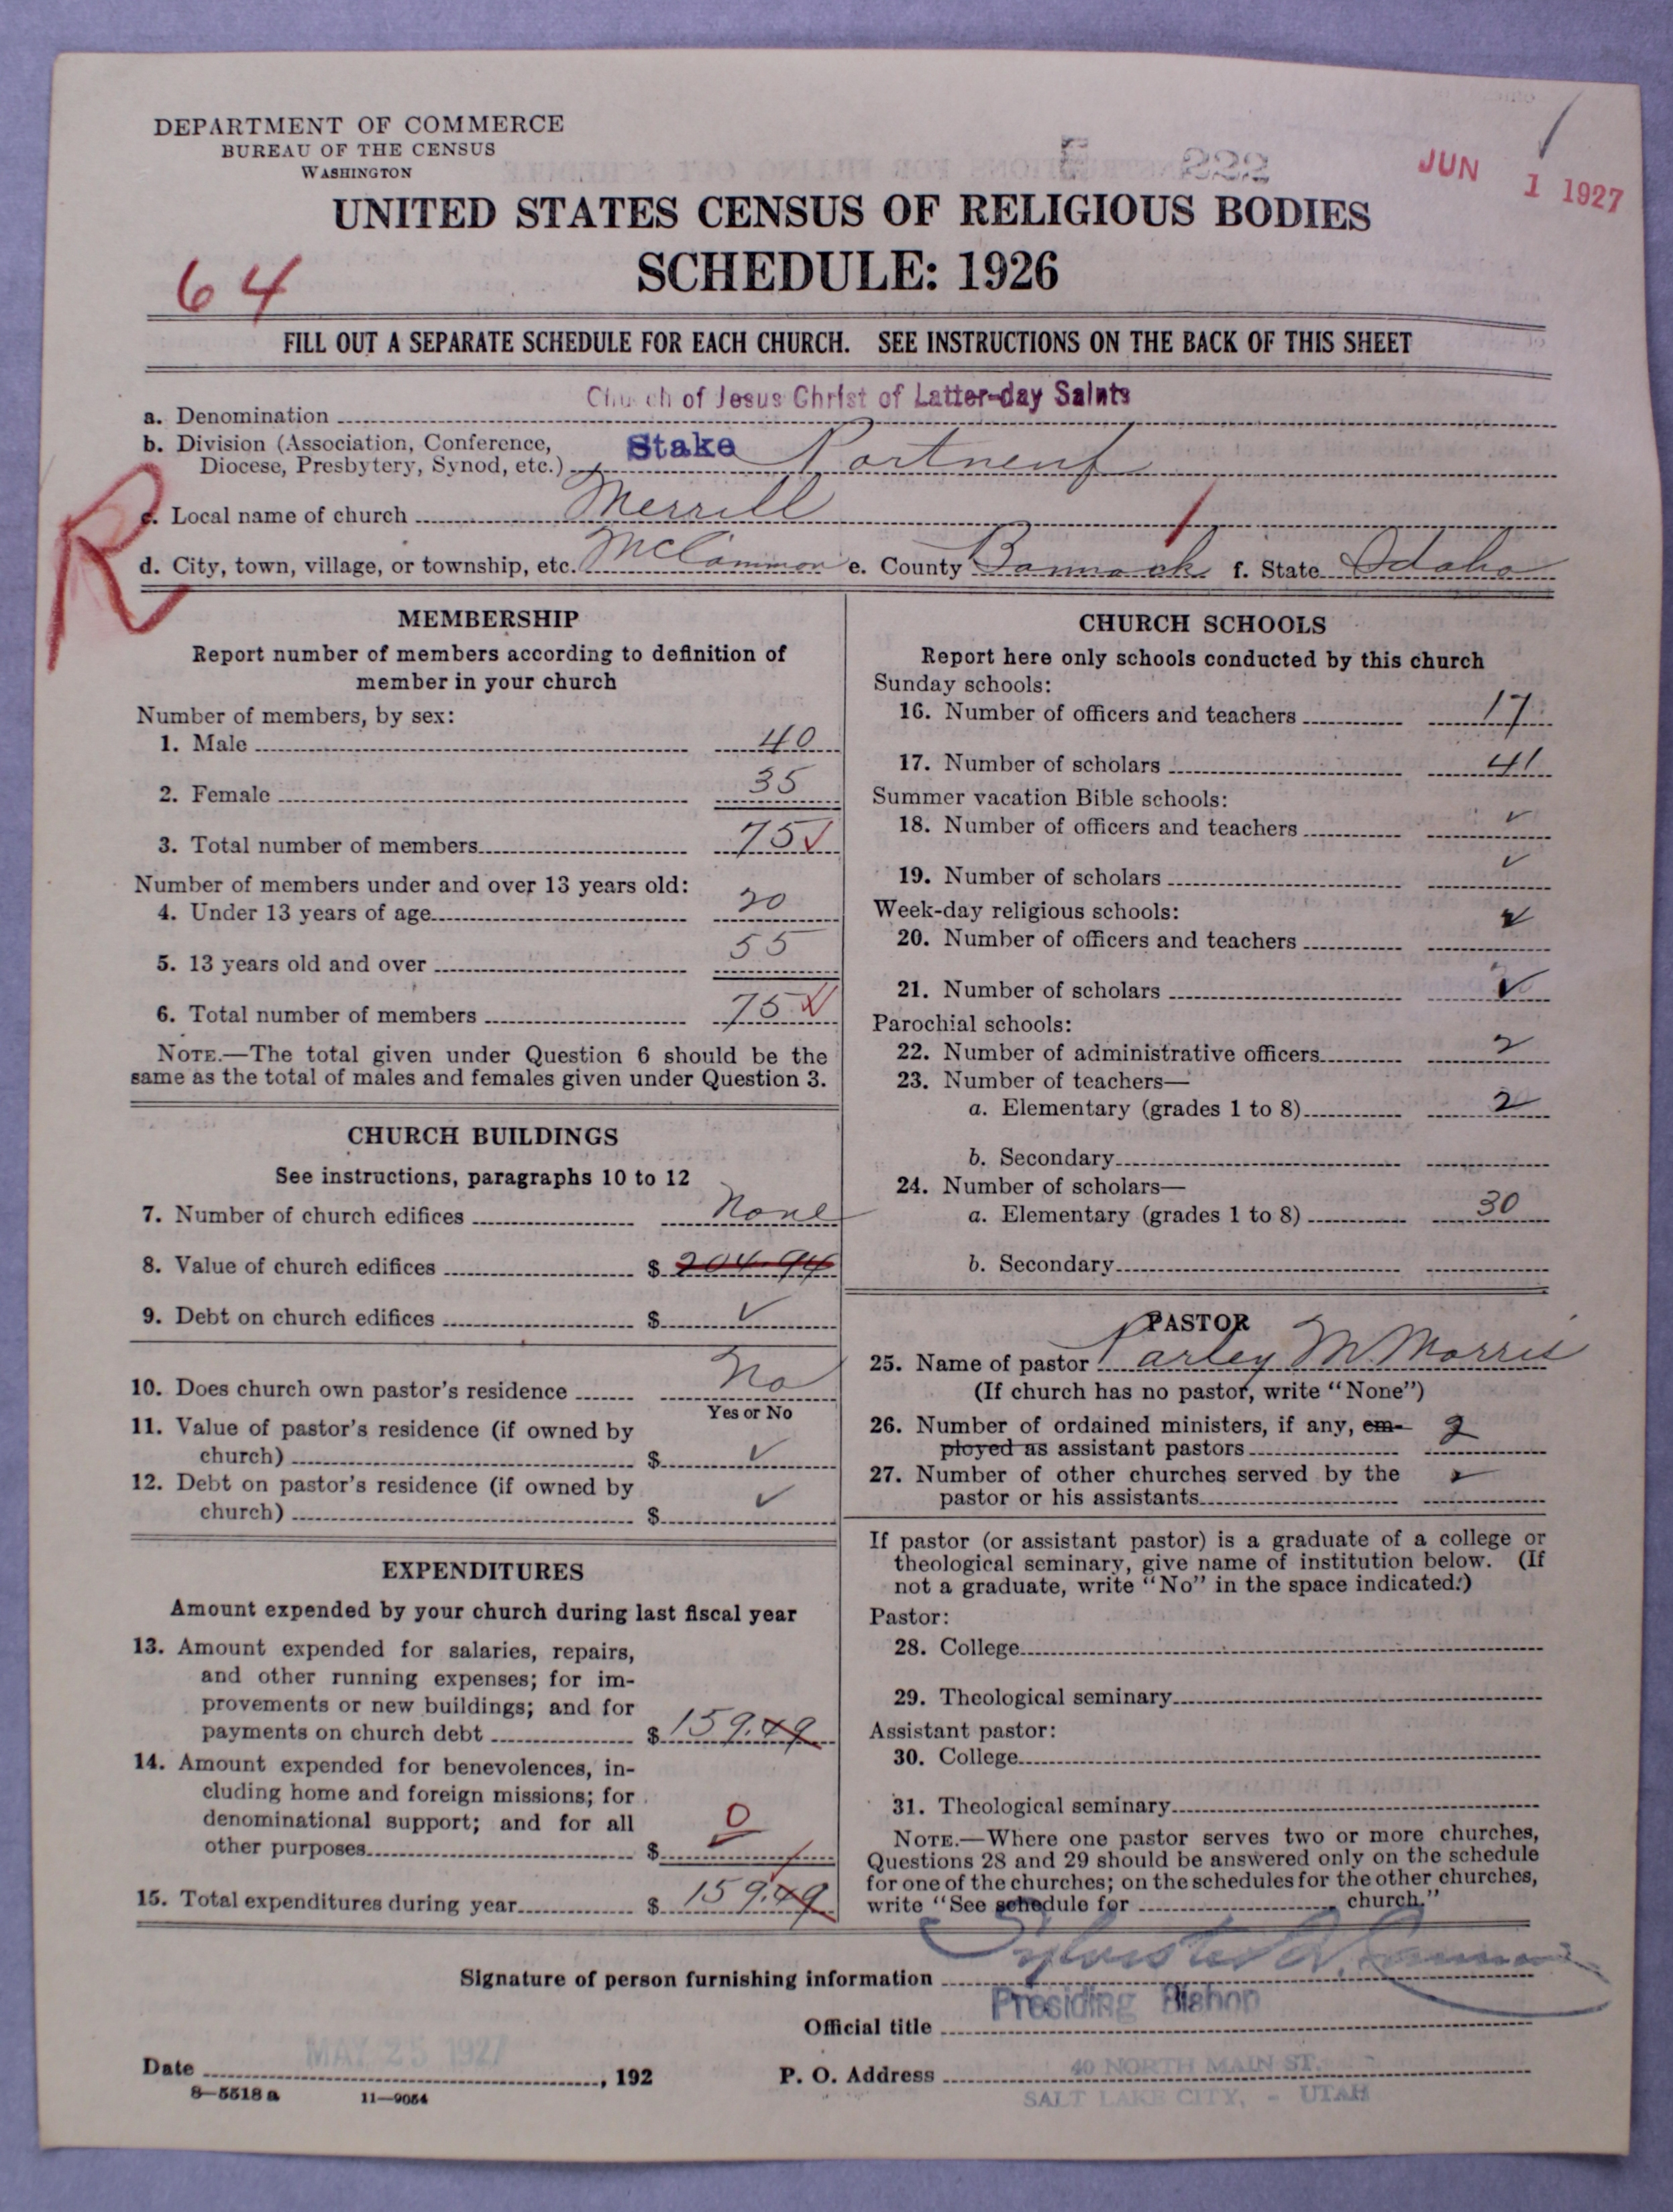 DEPARTMENT OF COMMERCE
BUREAU OF THE CENSUS
WASHINGTON
JUN 1 1927
UNITED STATES CENSUS OF RELIGIOUS BODIES
SCHEDULE: 1926
64
FILL OUT A SEPARATE SCHEDULE FOR EACH CHURCH. SEE INSTRUCTIONS ON THE BACK OF THIS SHEET
a. Denomination Church of Jesus Christ of Latter-day Saints
b. Division (Association, Conference,
Diocese, Presbytery, Synod, etc.) Stake Portneuf
R
c. Local name of church Merrill
d. City, town, village, or township, etc. McCammon e. County Bannock f. State Idaho
MEMBERSHIP
Report number of members according to definition of
member in your church
Number of members, by sex:
1. Male 40
2. Female 35
3. Total number of members 75 ✓
Number of members under and over 13 years old:
4. Under 13 years of age 20
5. 13 years old and over 55
6. Total number of members 75 ✓
NOTE.—The total given under Question 6 should be the
same as the total of males and females given under Question 3.
CHURCH BUILDINGS
See instructions, paragraphs 10 to 12
7. Number of church edifices None
8. Value of church edifices $ 204.94
9. Debt on church edifices $ ✓
10. Does church own pastor's residence No
Yes or No
11. Value of pastor's residence (if owned by
church) $ ✓
12. Debt on pastor's residence (if owned by
church) $ ✓
EXPENDITURES
Amount expended by your church during last fiscal year
13. Amount expended for salaries, repairs,
and other running expenses; for im-
provements or new buildings; and for
payments on church debt $ 159.49
14. Amount expended for benevolences, in-
cluding home and foreign missions; for
denominational support; and for all
other purposes $ 0
15. Total expenditures during year $ 159.49
CHURCH SCHOOLS
Report here only schools conducted by this church
Sunday schools:
16. Number of officers and teachers 17
17. Number of scholars 41
Summer vacation Bible schools:
18. Number of officers and teachers ✓
19. Number of scholars ✓
Week-day religious schools:
20. Number of officers and teachers ✓
21. Number of scholars ✓
Parochial schools:
22. Number of administrative officers 2
23. Number of teachers—
a. Elementary (grades 1 to 8) 2
b. Secondary
24. Number of scholars—
a. Elementary (grades 1 to 8) 30
b. Secondary
PASTOR
25. Name of pastor Parley M Morris
(If church has no pastor, write "None")
26. Number of ordained ministers, if any, em-
ployed as assistant pastors 2
27. Number of other churches served by the
pastor or his assistants ✓
If pastor (or assistant pastor) is a graduate of a college or
theological seminary, give name of institution below. (If
not a graduate, write "No" in the space indicated.)
Pastor:
28. College
29. Theological seminary
Assistant pastor:
30. College
31. Theological seminary
NOTE.—Where one pastor serves two or more churches,
Questions 28 and 29 should be answered only on the schedule
for one of the churches; on the schedules for the other churches,
write "See schedule for church."
Signature of person furnishing information Sylvester Q. Cannon
Official title Presiding Bishop
Date MAY 25 1927, 192
P. O. Address 40 NORTH MAIN ST.
SALT LAKE CITY, - UTAH
8—5518 a 11—9054